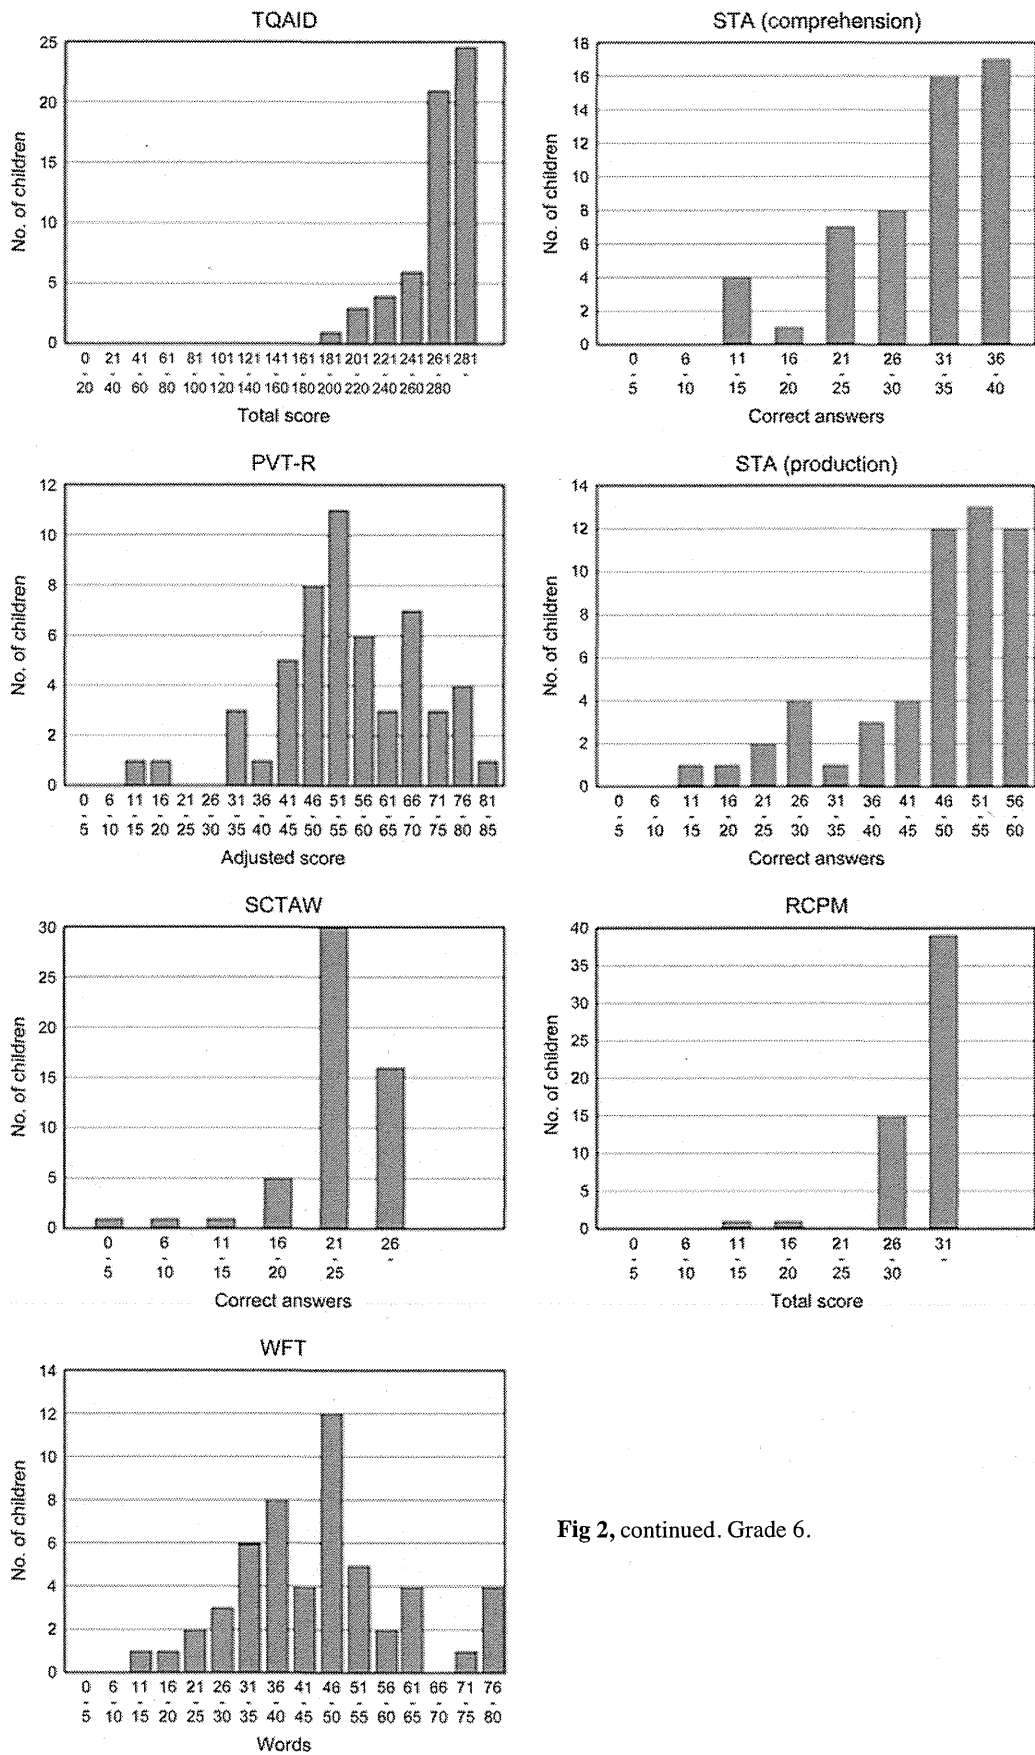 TQAID
No. of children
25
20
15
10
5
0
0 21 41 61 81 101 121 141 161 181 201 221 241 261 281
- - - - - - - - - - - - - - -
20 40 60 80 100 120 140 160 180 200 220 240 260 280
Total score
STA (comprehension)
No. of children
18
16
14
12
10
8
6
4
2
0
0 6 11 16 21 26 31 36
- - - - - - - -
5 10 15 20 25 30 35 40
Correct answers
PVT-R
No. of children
12
10
8
6
4
2
0
0 6 11 16 21 26 31 36 41 46 51 56 61 66 71 76 81
- - - - - - - - - - - - - - - - -
5 10 15 20 25 30 35 40 45 50 55 60 65 70 75 80 85
Adjusted score
STA (production)
No. of children
14
12
10
8
6
4
2
0
0 6 11 16 21 26 31 36 41 46 51 56
- - - - - - - - - - - -
5 10 15 20 25 30 35 40 45 50 55 60
Correct answers
SCTAW
No. of children
30
25
20
15
10
5
0
0 6 11 16 21 26
- - - - - -
5 10 15 20 25
Correct answers
RCPM
No. of children
40
35
30
25
20
15
10
5
0
0 6 11 16 21 26 31
- - - - - - -
5 10 15 20 25 30
Total score
WFT
No. of children
14
12
10
8
6
4
2
0
0 6 11 16 21 26 31 36 41 46 51 56 61 66 71 76
- - - - - - - - - - - - - - - -
5 10 15 20 25 30 35 40 45 50 55 60 65 70 75 80
Words
Fig 2, continued. Grade 6.